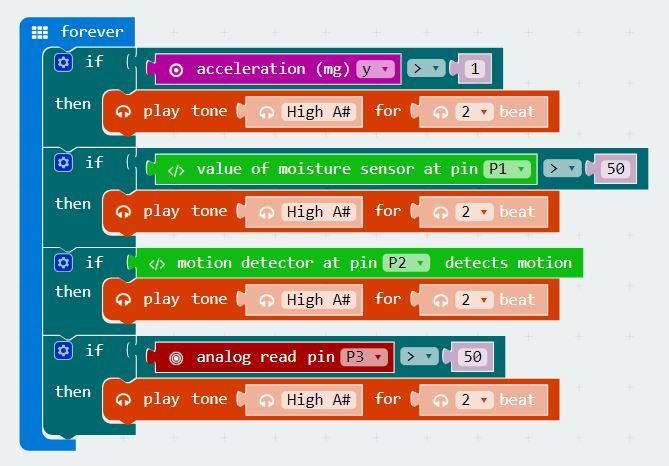 forever
if acceleration (mg) y > 1
then play tone High A# for 2 beat
if </> value of moisture sensor at pin P1 > 50
then play tone High A# for 2 beat
if </> motion detector at pin P2 detects motion
then play tone High A# for 2 beat
if analog read pin P3 > 50
then play tone High A# for 2 beat